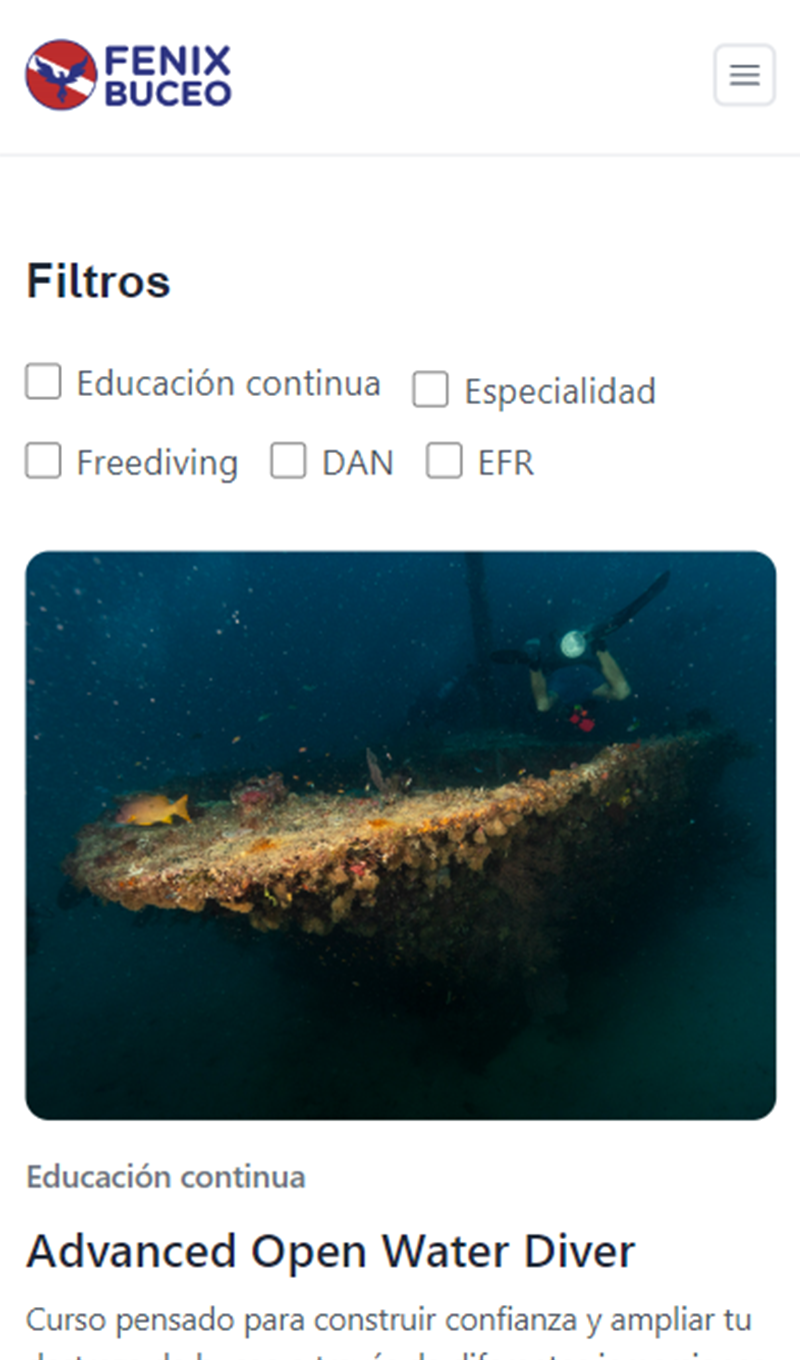 FENIX
BUCEO
Filtros
Educación continua Especialidad
Freediving DAN EFR
Educación continua
Advanced Open Water Diver
Curso pensado para construir confianza y ampliar tu